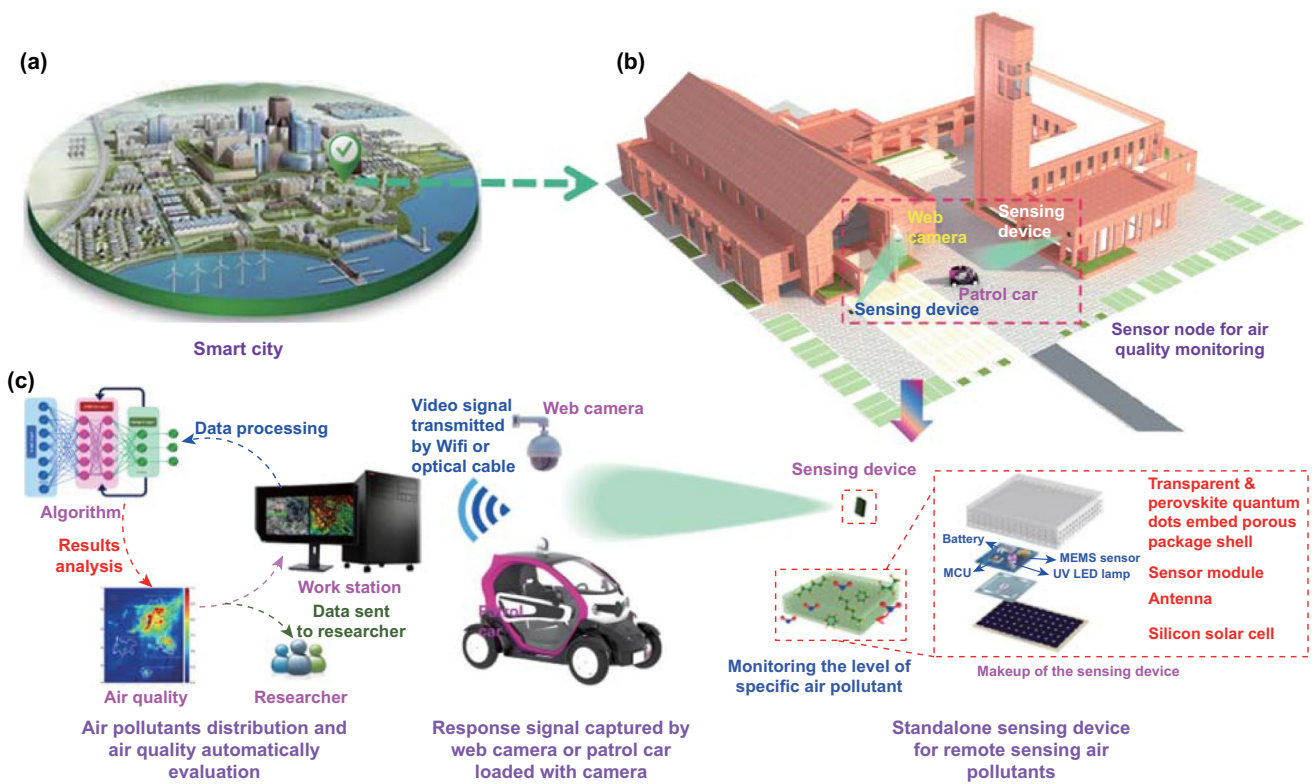 (a)
Smart city
(b)
Web
camera
Sensing
device
Patrol car
Sensing device
Sensor node for air
quality monitoring
(c)
Algorithm
Data processing
Results
analysis
Work station
Data sent
to researcher
Air quality
Researcher
Air pollutants distribution and
air quality automatically
evaluation
Video signal
transmitted
by Wifi or
optical cable
Web camera
Patrol
car
Response signal captured by
web camera or patrol car
loaded with camera
Sensing device
Monitoring the level of
specific air pollutant
Battery
MCU
MEMS sensor
UV LED lamp
Transparent &
perovskite quantum
dots embed porous
package shell
Sensor module
Antenna
Silicon solar cell
Makeup of the sensing device
Standalone sensing device
for remote sensing air
pollutants